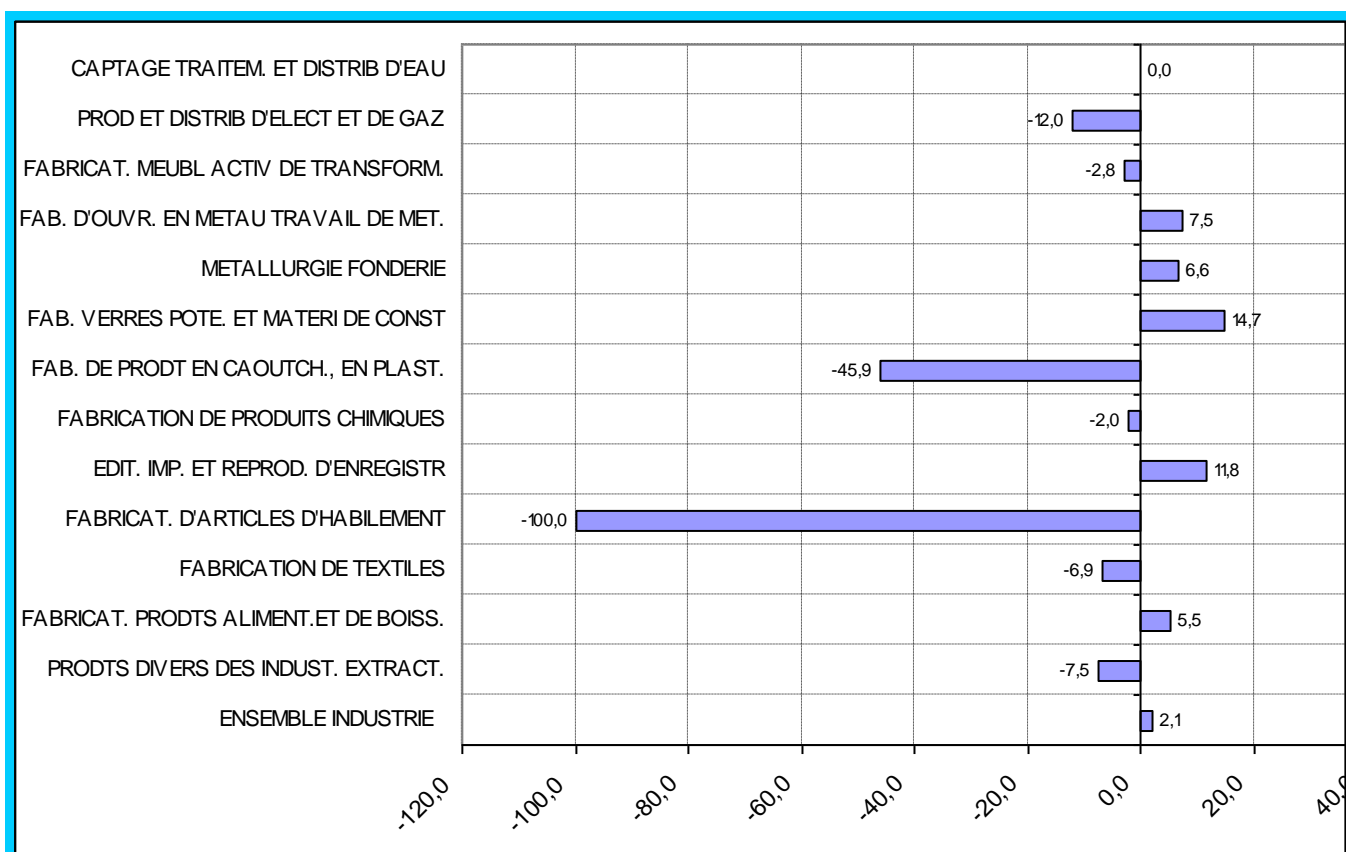 CAPTAGE TRAITEM. ET DISTRIB D'EAU 0,0
PROD ET DISTRIB D'ELECT ET DE GAZ -12,0
FABRICAT. MEUBL ACTIV DE TRANSFORM. -2,8
FAB. D'OUVR. EN METAU TRAVAIL DE MET. 7,5
METALLURGIE FONDERIE 6,6
FAB. VERRES POTE. ET MATERI DE CONST 14,7
FAB. DE PRODT EN CAOUTCH., EN PLAST. -45,9
FABRICATION DE PRODUITS CHIMIQUES -2,0
EDIT. IMP. ET REPROD. D'ENREGISTR 11,8
FABRICAT. D'ARTICLES D'HABILEMENT -100,0
FABRICATION DE TEXTILES -6,9
FABRICAT. PRODTS ALIMENT.ET DE BOISS. 5,5
PRODTS DIVERS DES INDUST. EXTRACT. -7,5
ENSEMBLE INDUSTRIE 2,1
-120,0 -100,0 -80,0 -60,0 -40,0 -20,0 0,0 20,0 40,0